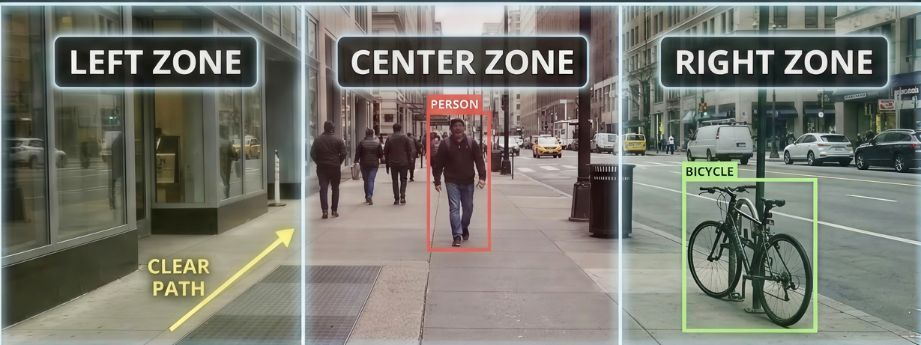 LEFT ZONE
CENTER ZONE
RIGHT ZONE
PERSON
BICYCLE
CLEAR
PATH